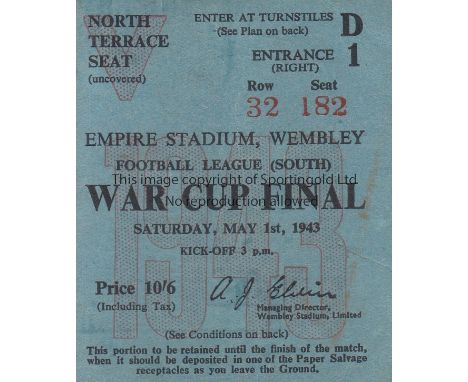 NORTH
TERRACE
SEAT
(uncovered)
ENTER AT TURNSTILES
(See Plan on back)
D
ENTRANCE
(RIGHT)
1
Row Seat
32 182
EMPIRE STADIUM, WEMBLEY
FOOTBALL LEAGUE (SOUTH)
This image copyright of Sportingold Limited
WAR CUP FINAL
No reproduction allowed
SATURDAY, MAY 1st, 1943
KICK-OFF 3 p.m.
1943
Price 10/6
(Including Tax)
A. J. Elvin
Managing Director,
Wembley Stadium, Limited
(See Conditions on back)
This portion to be retained until the finish of the match,
when it should be deposited in one of the Paper Salvage
receptacles as you leave the Ground.